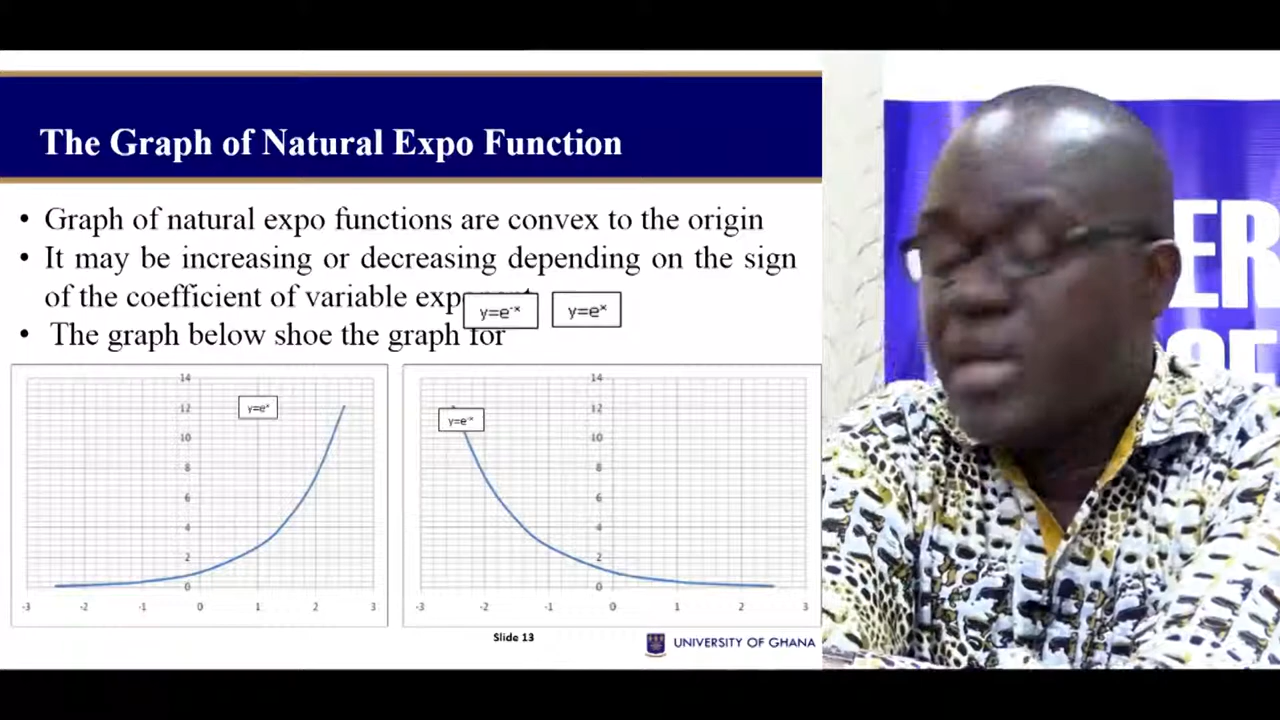 The Graph of Natural Expo Function
• Graph of natural expo functions are convex to the origin
• It may be increasing or decreasing depending on the sign
of the coefficient of variable
y=e⁻ˣ
y=eˣ
• The graph below shoe the graph for
14
12
10
8
6
4
2
0
-3 -2 -1 0 1 2 3
y=eˣ
14
12
10
8
6
4
2
0
-3 -2 -1 0 1 2 3
y=e⁻ˣ
Slide 13
UNIVERSITY OF GHANA
ER